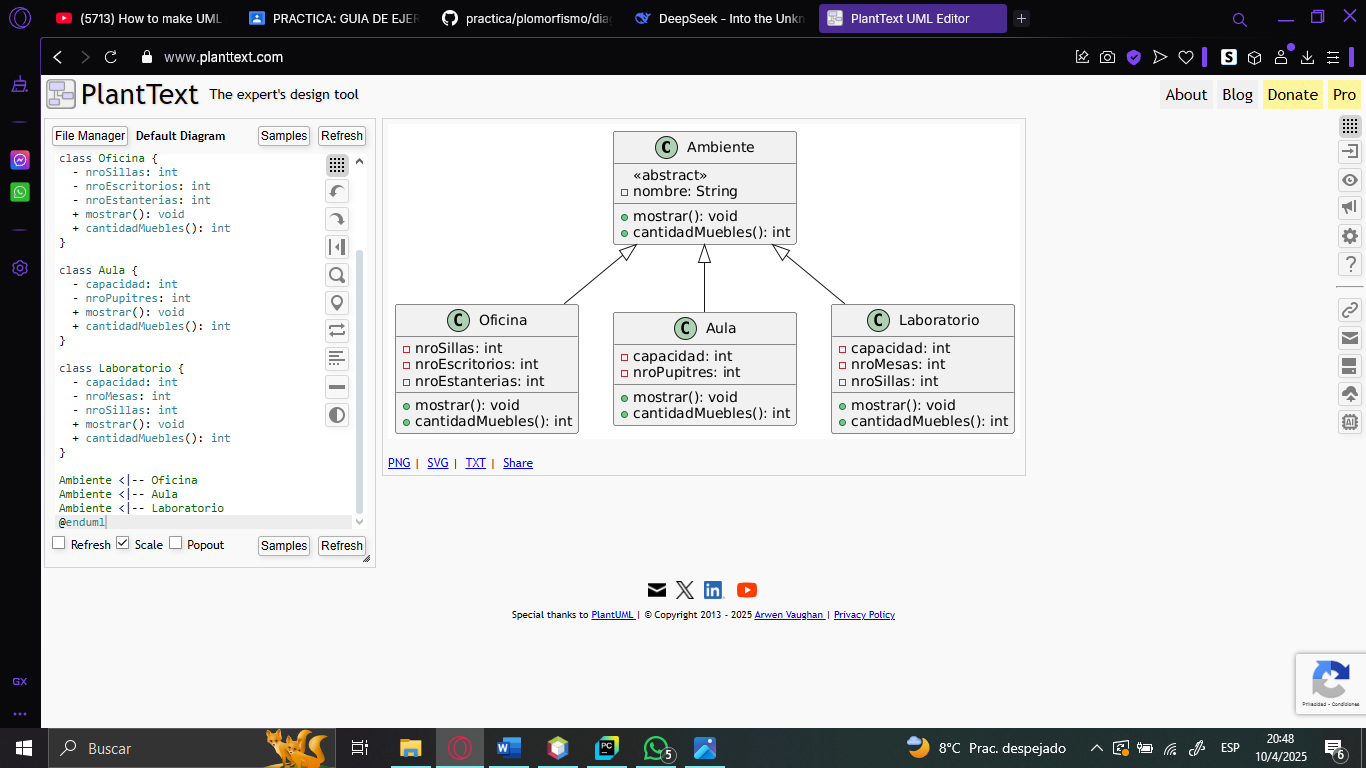 (5713) How to make UML
PRACTICA: GUIA DE EJER
practica/plomorfismo/dia
DeepSeek - Into the Unkn
PlantText UML Editor
www.planttext.com
S
PlantText
The expert's design tool
About
Blog
Donate
Pro
File Manager
Default Diagram
Samples
Refresh
class Oficina {
- nroSillas: int
- nroEscritorios: int
- nroEstanterias: int
+ mostrar(): void
+ cantidadMuebles(): int
}
class Aula {
- capacidad: int
- nroPupitres: int
+ mostrar(): void
+ cantidadMuebles(): int
}
class Laboratorio {
- capacidad: int
- nroMesas: int
- nroSillas: int
+ mostrar(): void
+ cantidadMuebles(): int
}
Ambiente <|-- Oficina
Ambiente <|-- Aula
Ambiente <|-- Laboratorio
@enduml
Refresh
Scale
Popout
Samples
Refresh
C Ambiente
«abstract»
nombre: String
mostrar(): void
cantidadMuebles(): int
C Oficina
nroSillas: int
nroEscritorios: int
nroEstanterias: int
mostrar(): void
cantidadMuebles(): int
C Aula
capacidad: int
nroPupitres: int
mostrar(): void
cantidadMuebles(): int
C Laboratorio
capacidad: int
nroMesas: int
nroSillas: int
mostrar(): void
cantidadMuebles(): int
PNG | SVG | TXT | Share
?
AI
Special thanks to PlantUML | © Copyright 2013 - 2025 Arwen Vaughan | Privacy Policy
Privacidad - Condiciones
GX
Buscar
W
PC
5
8°C Prac. despejado
ESP
20:48
10/4/2025
6